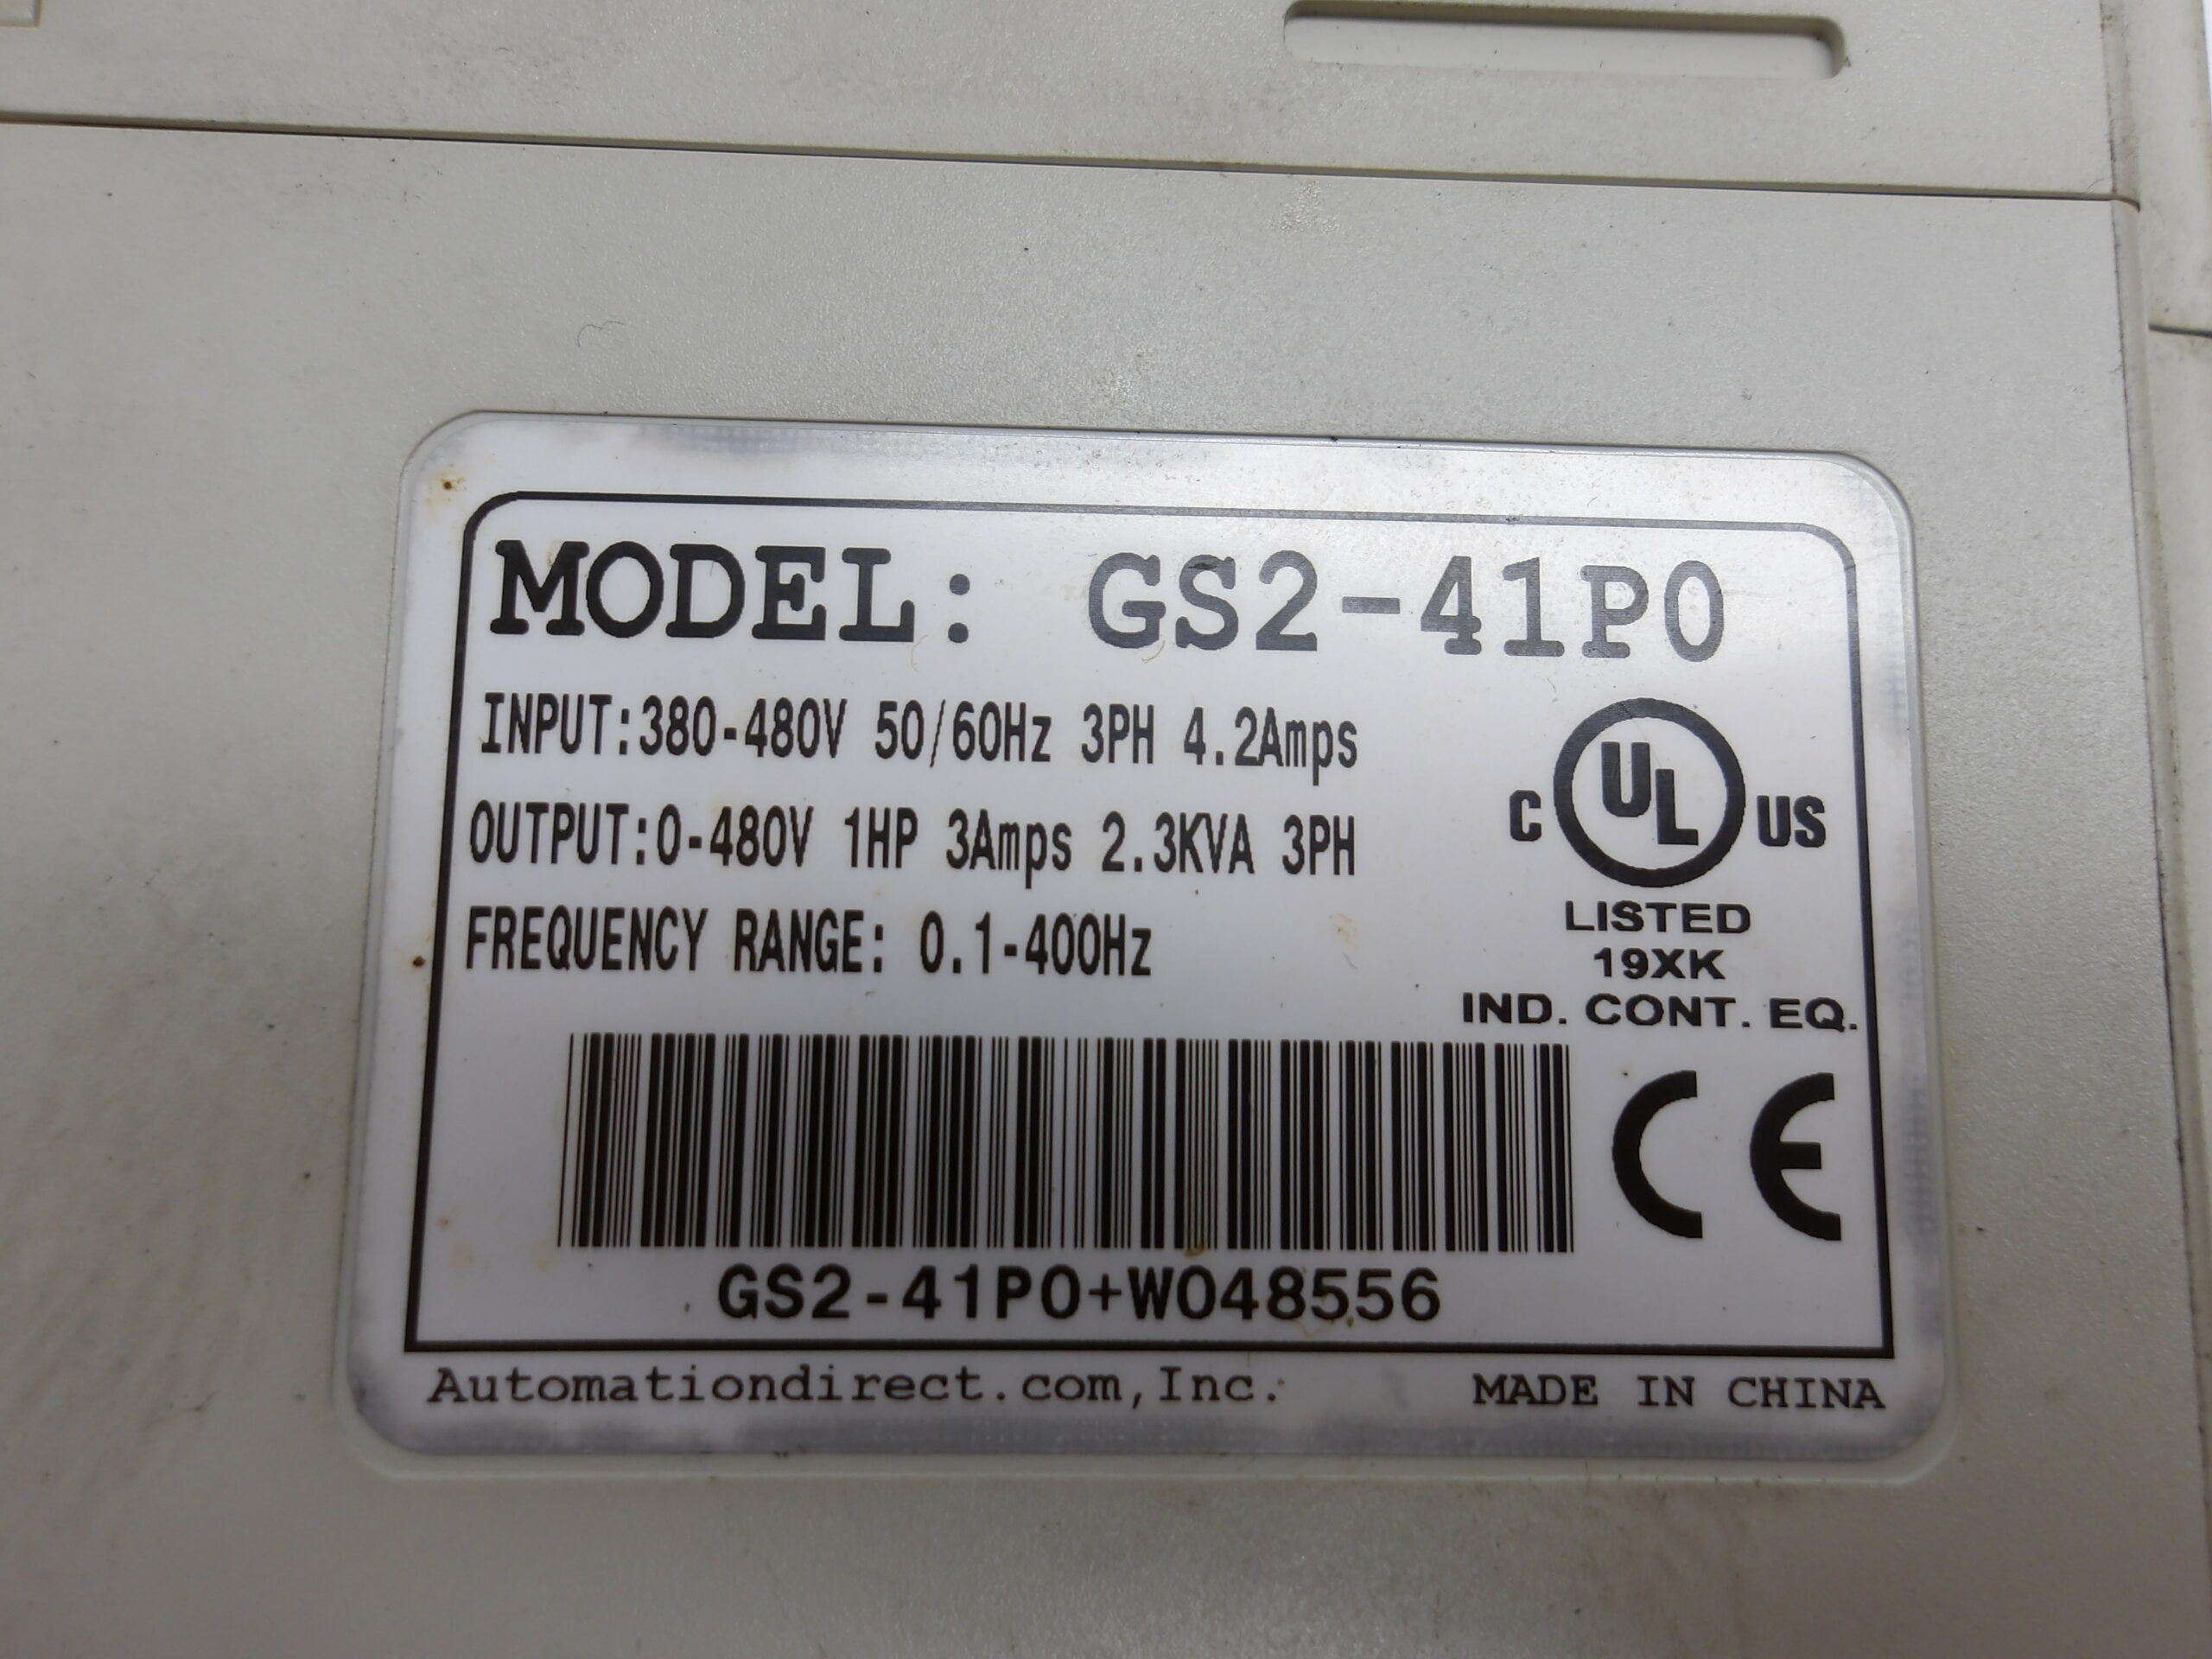 MODEL: GS2-41P0
INPUT:380-480V 50/60Hz 3PH 4.2Amps
OUTPUT:0-480V 1HP 3Amps 2.3KVA 3PH
FREQUENCY RANGE: 0.1-400Hz
C UL US
LISTED
19XK
IND. CONT. EQ.
CE
GS2-41P0+W048556
Automationdirect.com,Inc.
MADE IN CHINA